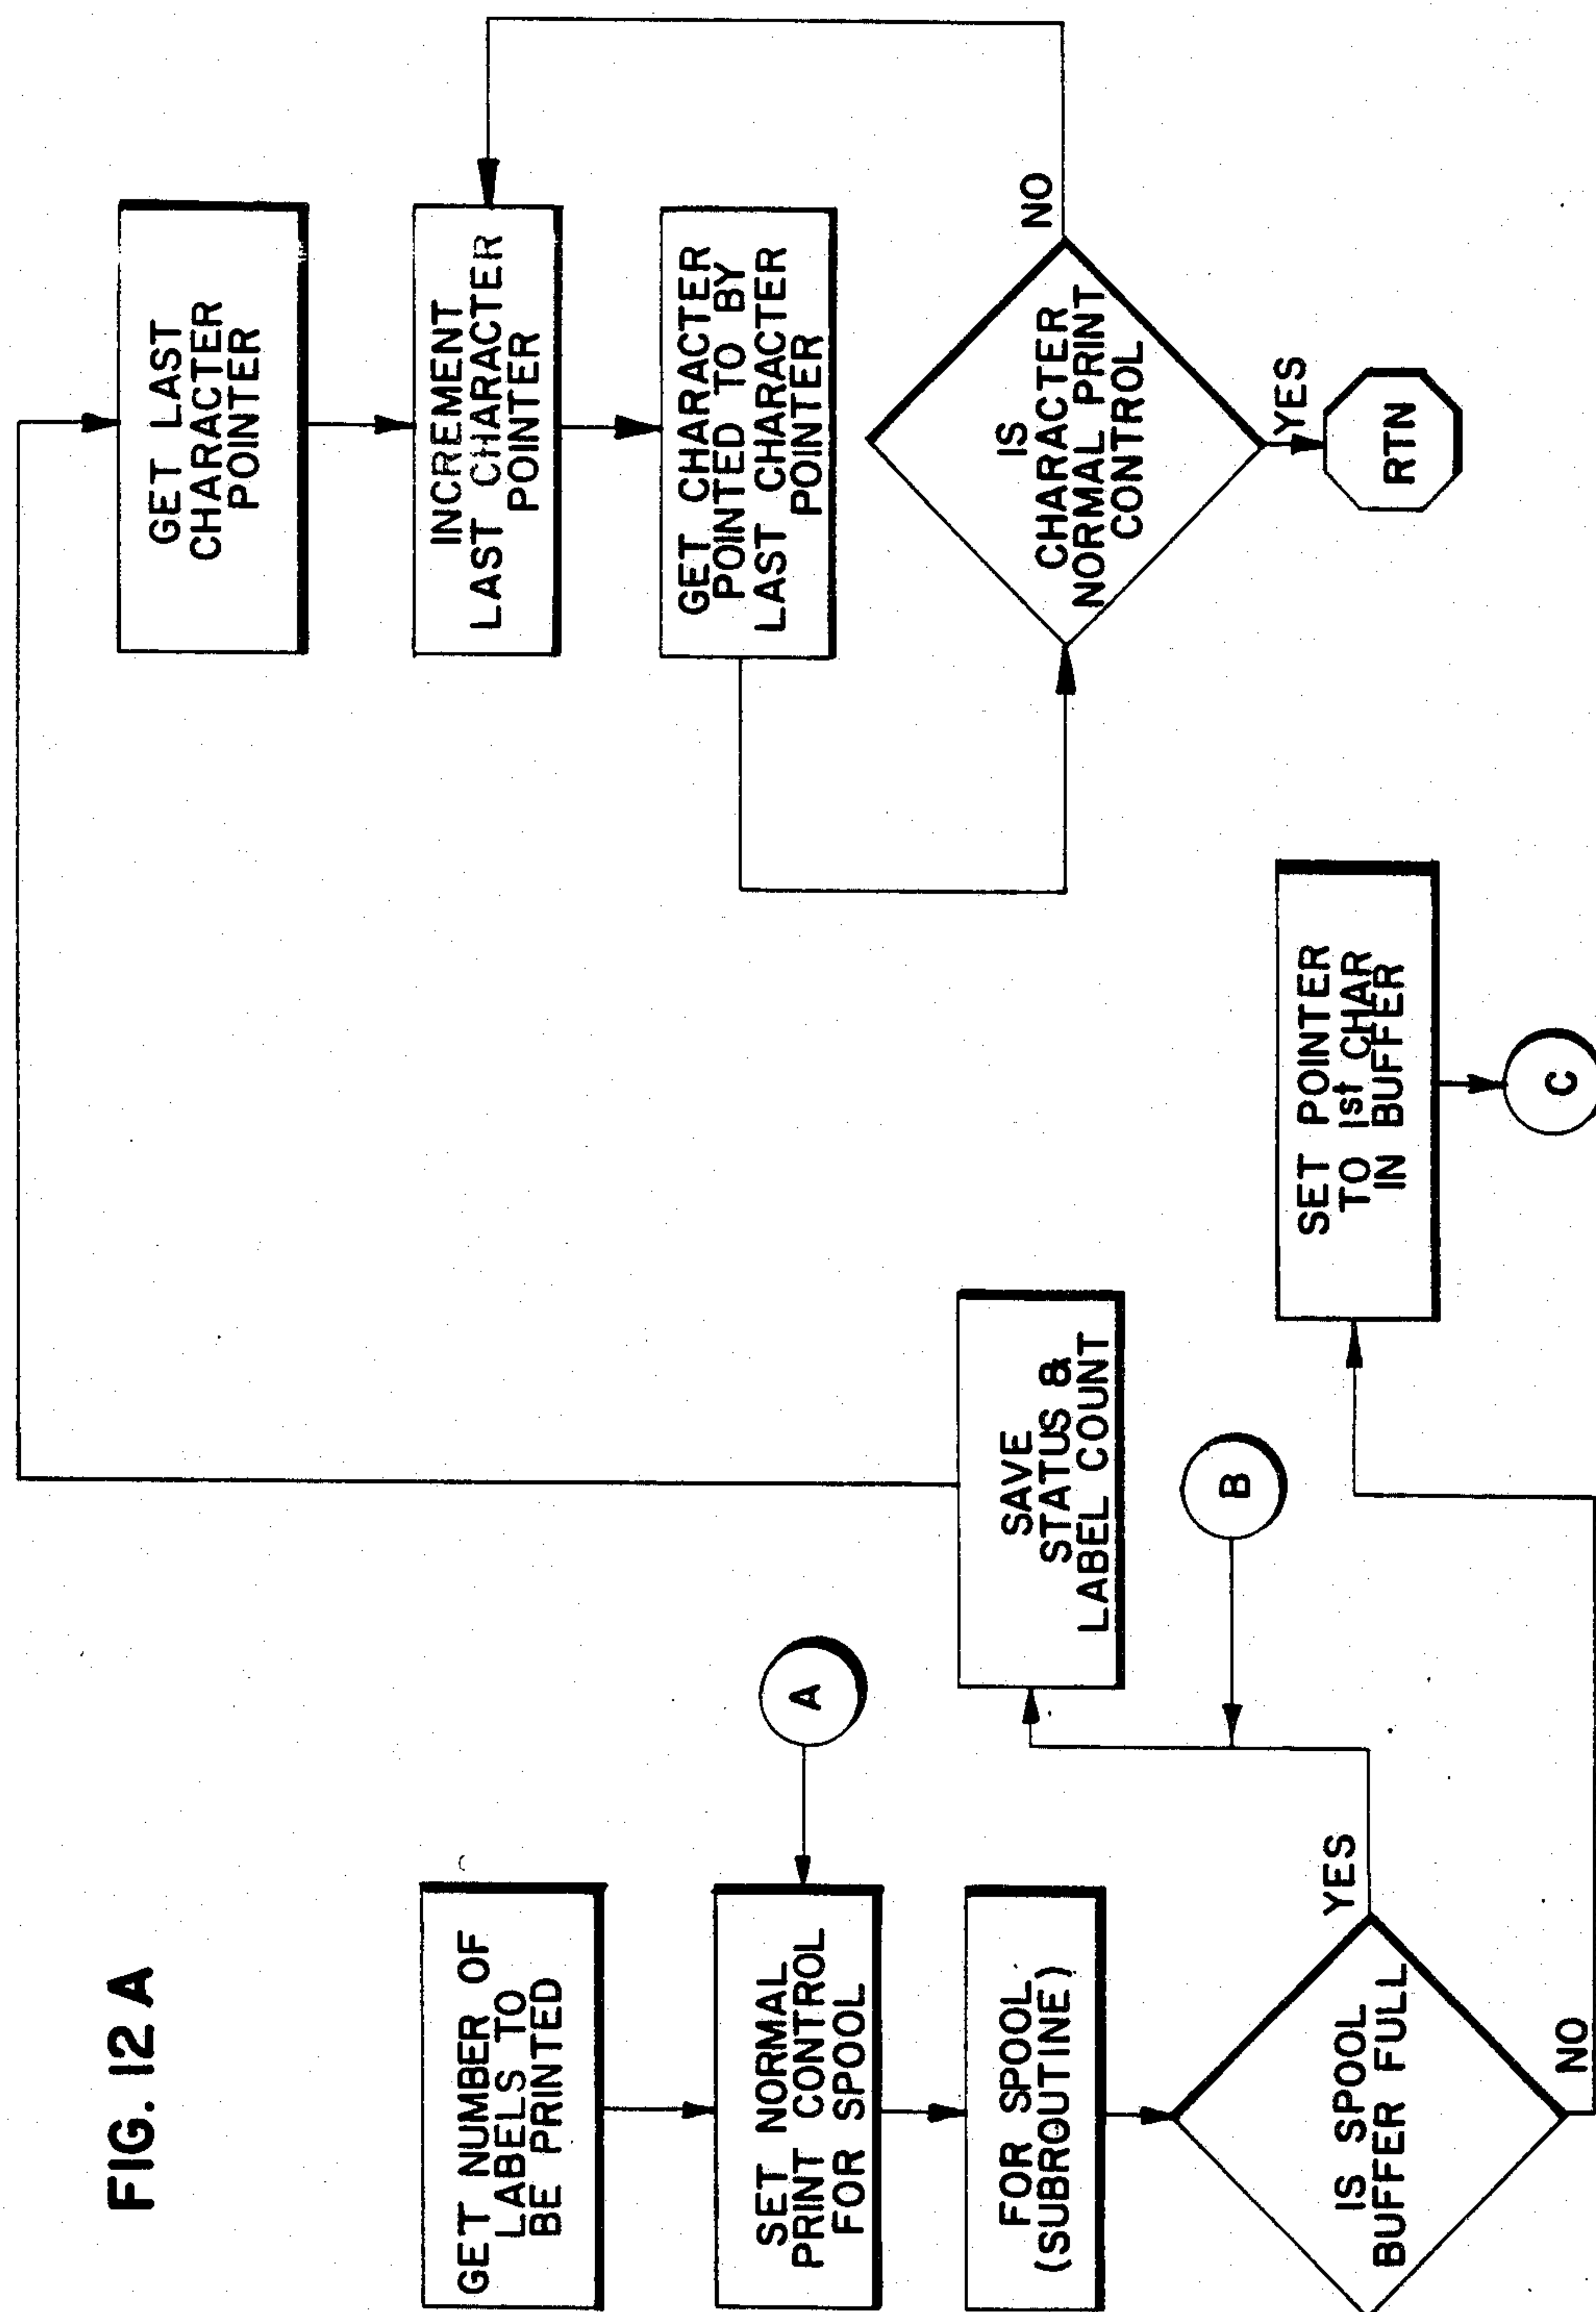 FIG. 12 A
GET NUMBER OF
LABELS TO
BE PRINTED
A
SET NORMAL
PRINT CONTROL
FOR SPOOL
FOR SPOOL
(SUBROUTINE)
IS SPOOL
BUFFER FULL
YES
NO
B
SAVE
STATUS &
LABEL COUNT
SET POINTER
TO 1st CHAR
IN BUFFER
C
GET LAST
CHARACTER
POINTER
INCREMENT
LAST CHARACTER
POINTER
GET CHARACTER
POINTED TO BY
LAST CHARACTER
POINTER
IS
CHARACTER
NORMAL PRINT
CONTROL
NO
YES
RTN